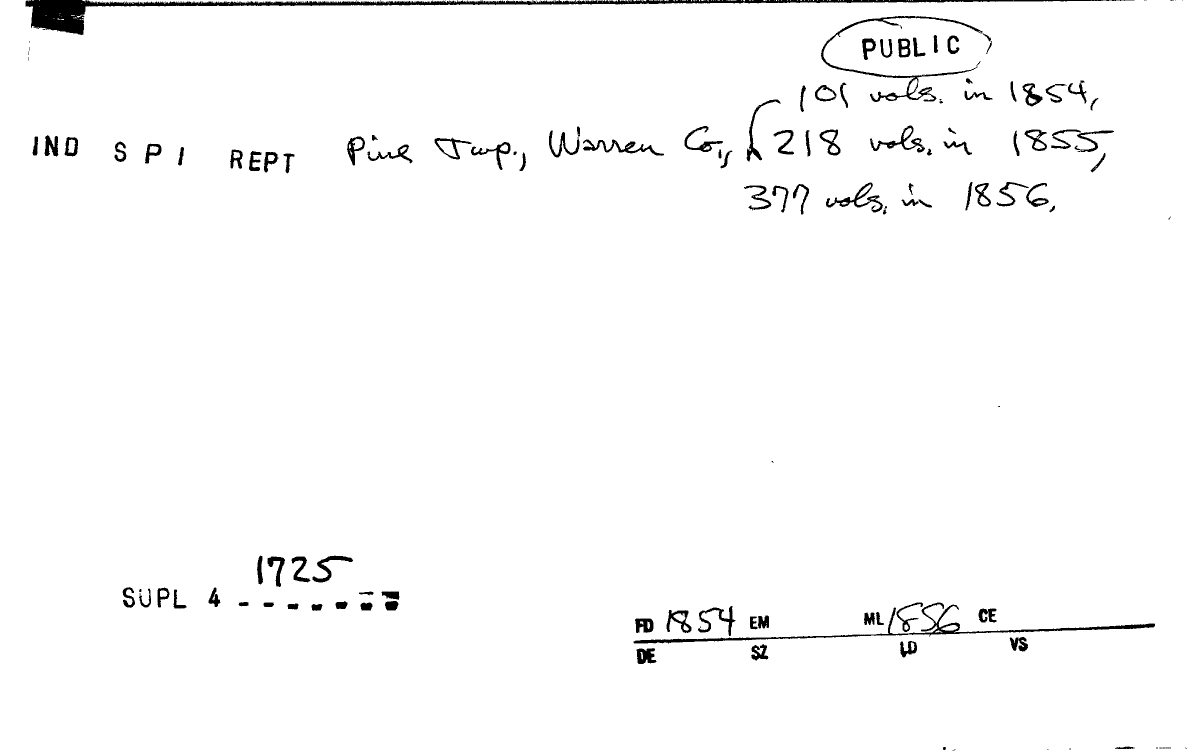 PUBLIC
101 vols. in 1854,
IND S P I REPT Pine Twp., Warren Co., 218 vols. in 1855,
377 vols. in 1856.
1725
SUPL 4 - - - - - - -
FD 1854 EM ML 1856 CE
DE SZ LD VS